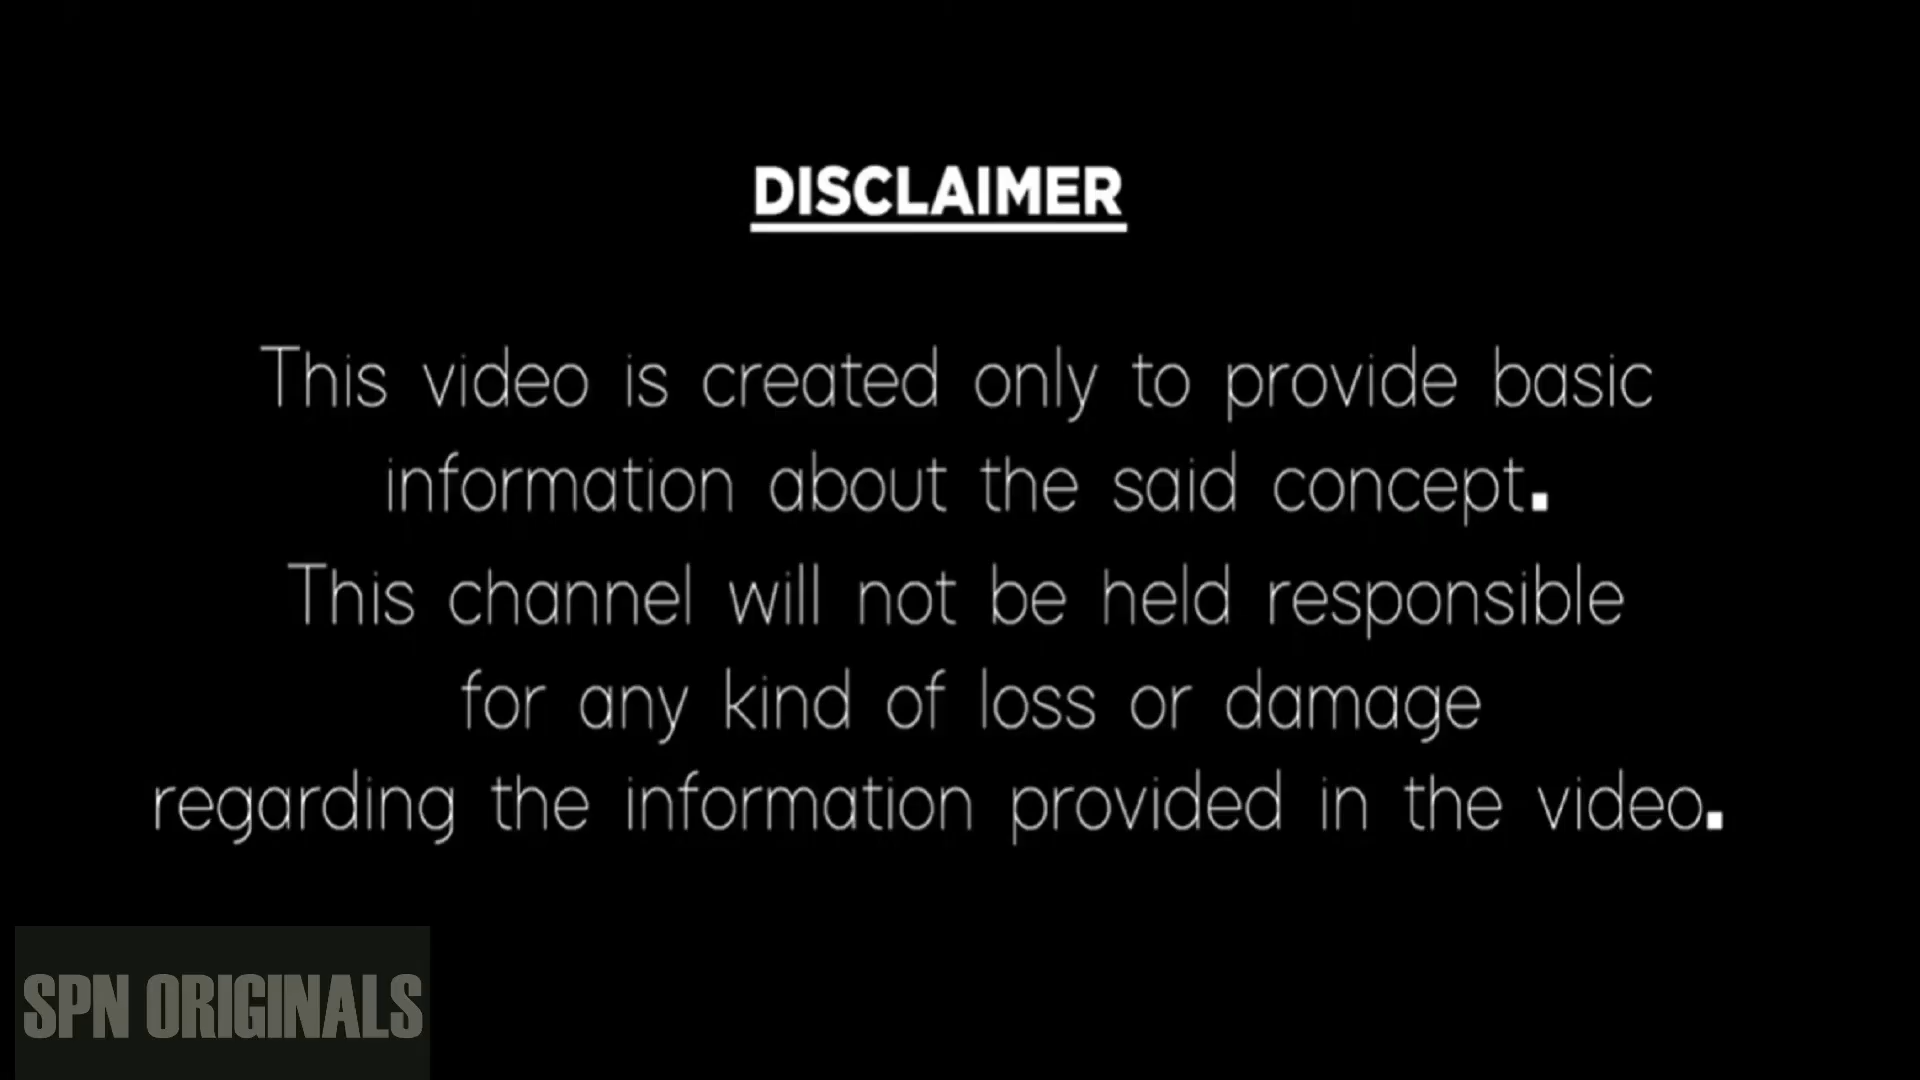 DISCLAIMER
This video is created only to provide basic
information about the said concept.
This channel will not be held responsible
for any kind of loss or damage
regarding the information provided in the video.
SPN ORIGINALS